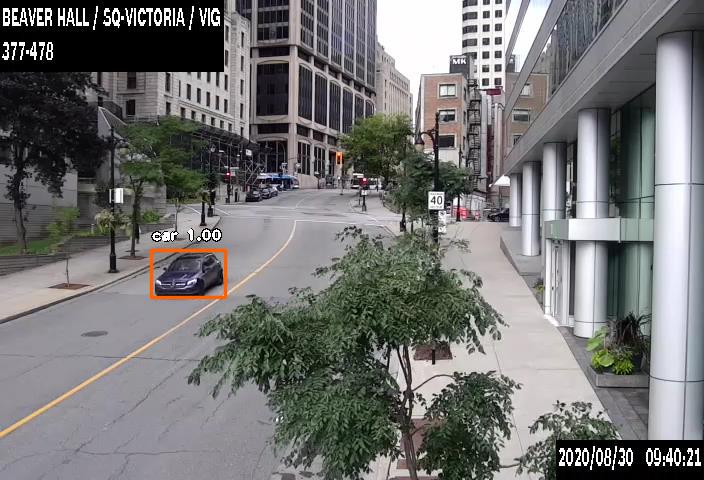 BEAVER HALL / SQ-VICTORIA / VIG
377-478
MK
40
car 1.00
2020/08/30 09:40:21